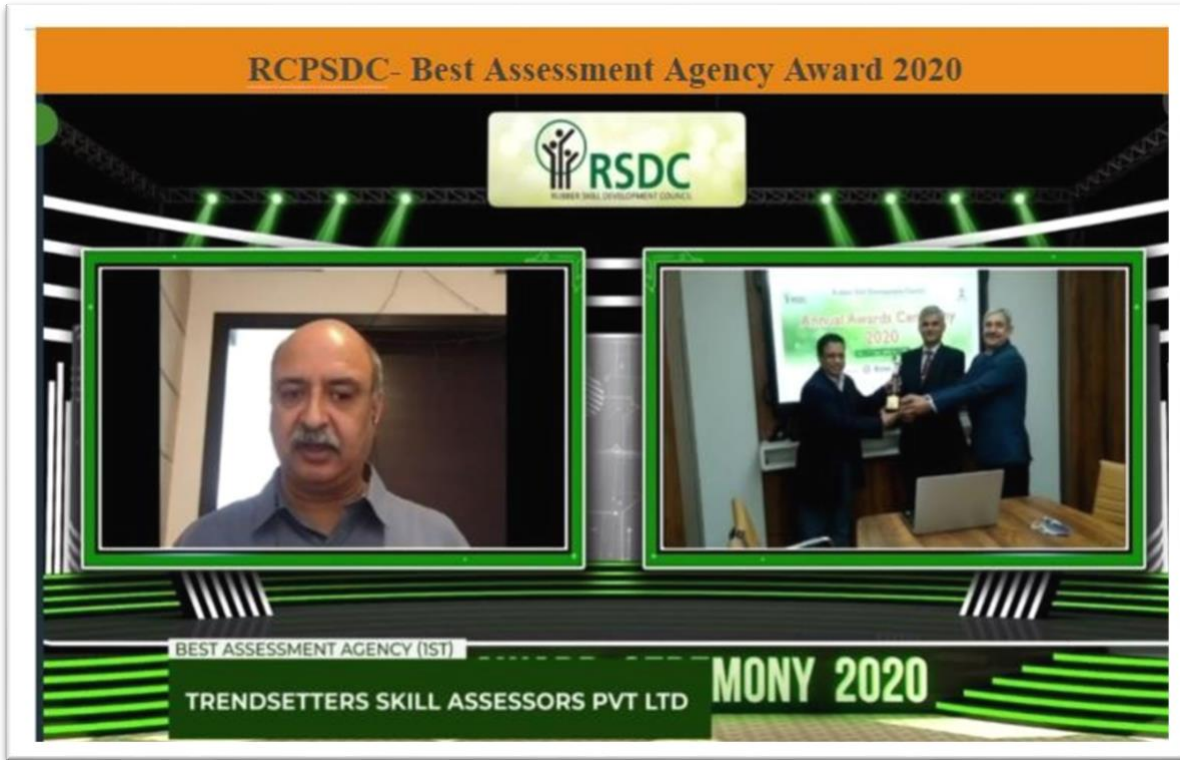 RCPSDC- Best Assessment Agency Award 2020
RSDC
RUBBER SKILL DEVELOPMENT COUNCIL
Annual Awards
2020
BEST ASSESSMENT AGENCY (1ST)
TRENDSETTERS SKILL ASSESSORS PVT LTD
MONY 2020